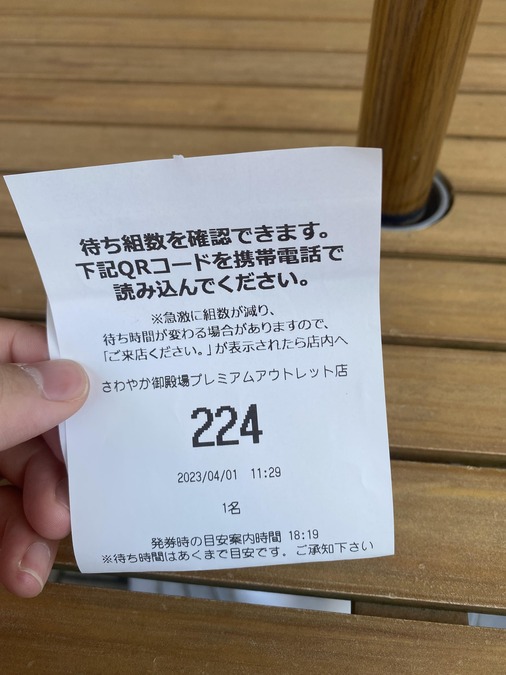 待ち組数を確認できます。
下記QRコードを携帯電話で
読み込んでください。
※急激に組数が減り、
待ち時間が変わる場合がありますので、
「ご来店ください。」が表示されたら店内へ
さわやか御殿場プレミアムアウトレット店
224
2023/04/01 11:29
1名
発券時の目安案内時間 18:19
※待ち時間はあくまで目安です。ご承知下さい